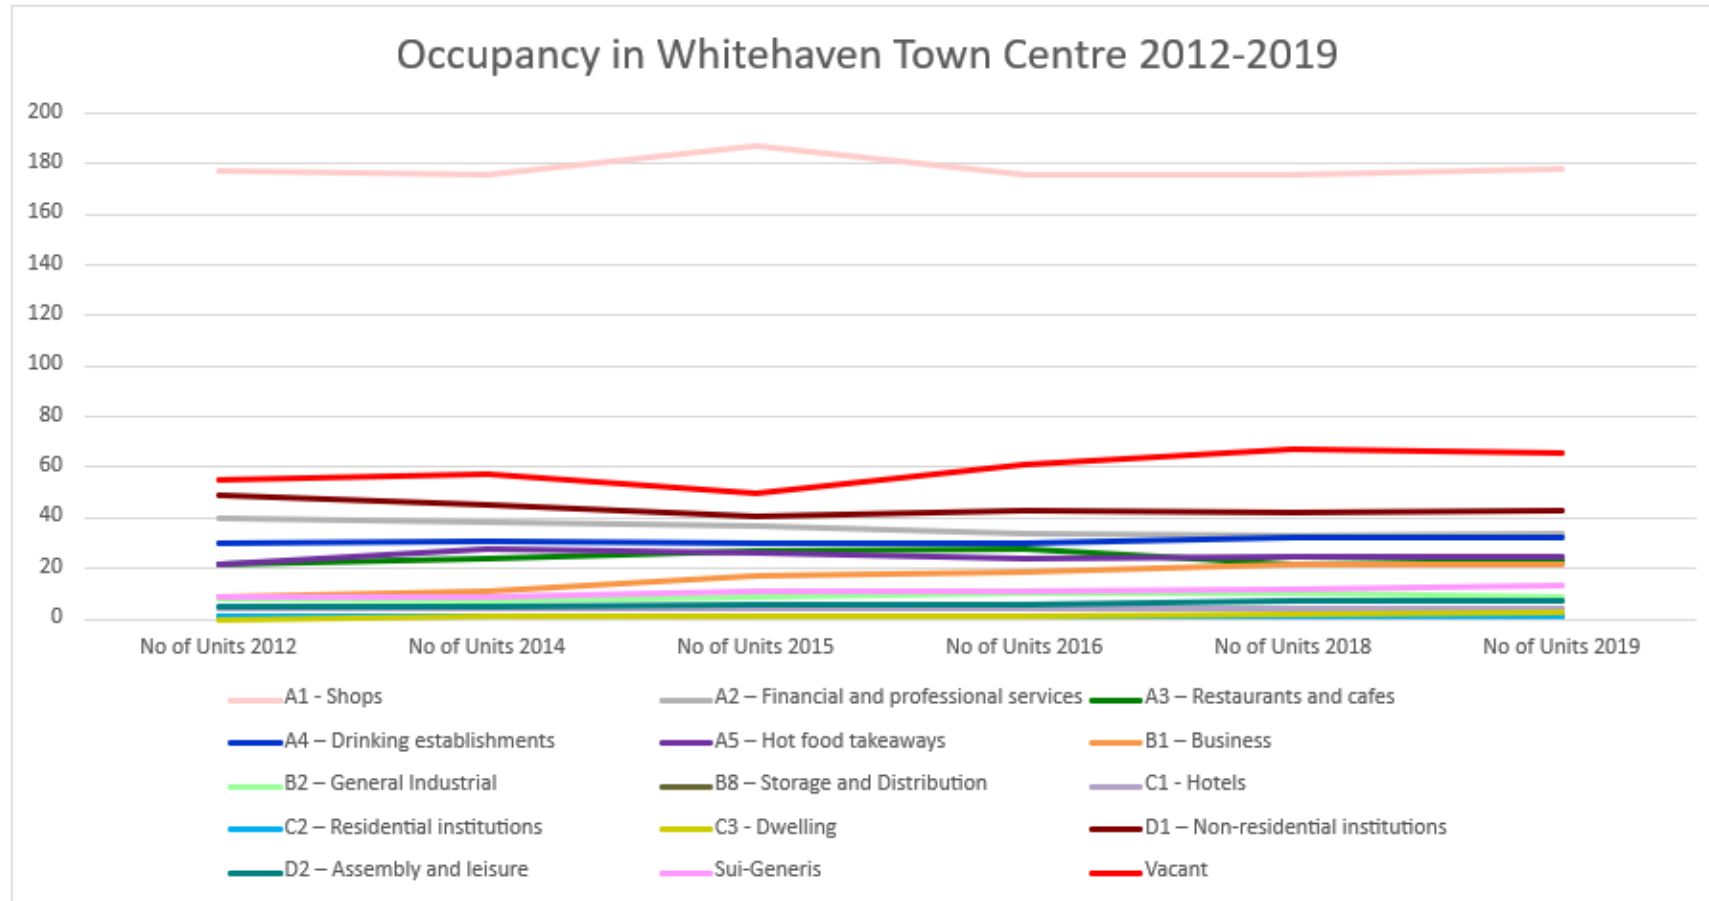 Occupancy in Whitehaven Town Centre 2012-2019
200
180
160
140
120
100
80
60
40
20
0
No of Units 2012 No of Units 2014 No of Units 2015 No of Units 2016 No of Units 2018 No of Units 2019
A1 - Shops A2 – Financial and professional services A3 – Restaurants and cafes
A4 – Drinking establishments A5 – Hot food takeaways B1 – Business
B2 – General Industrial B8 – Storage and Distribution C1 - Hotels
C2 – Residential institutions C3 - Dwelling D1 – Non-residential institutions
D2 – Assembly and leisure Sui-Generis Vacant